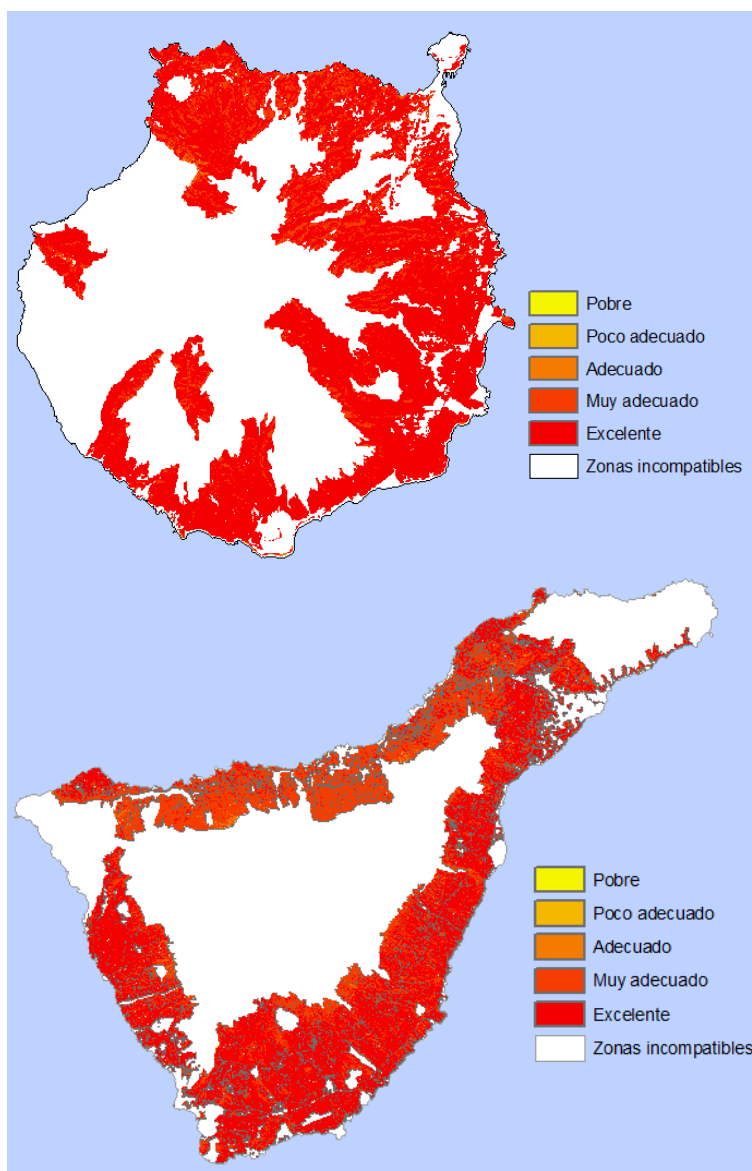 Pobre
Poco adecuado
Adecuado
Muy adecuado
Excelente
Zonas incompatibles
Pobre
Poco adecuado
Adecuado
Muy adecuado
Excelente
Zonas incompatibles